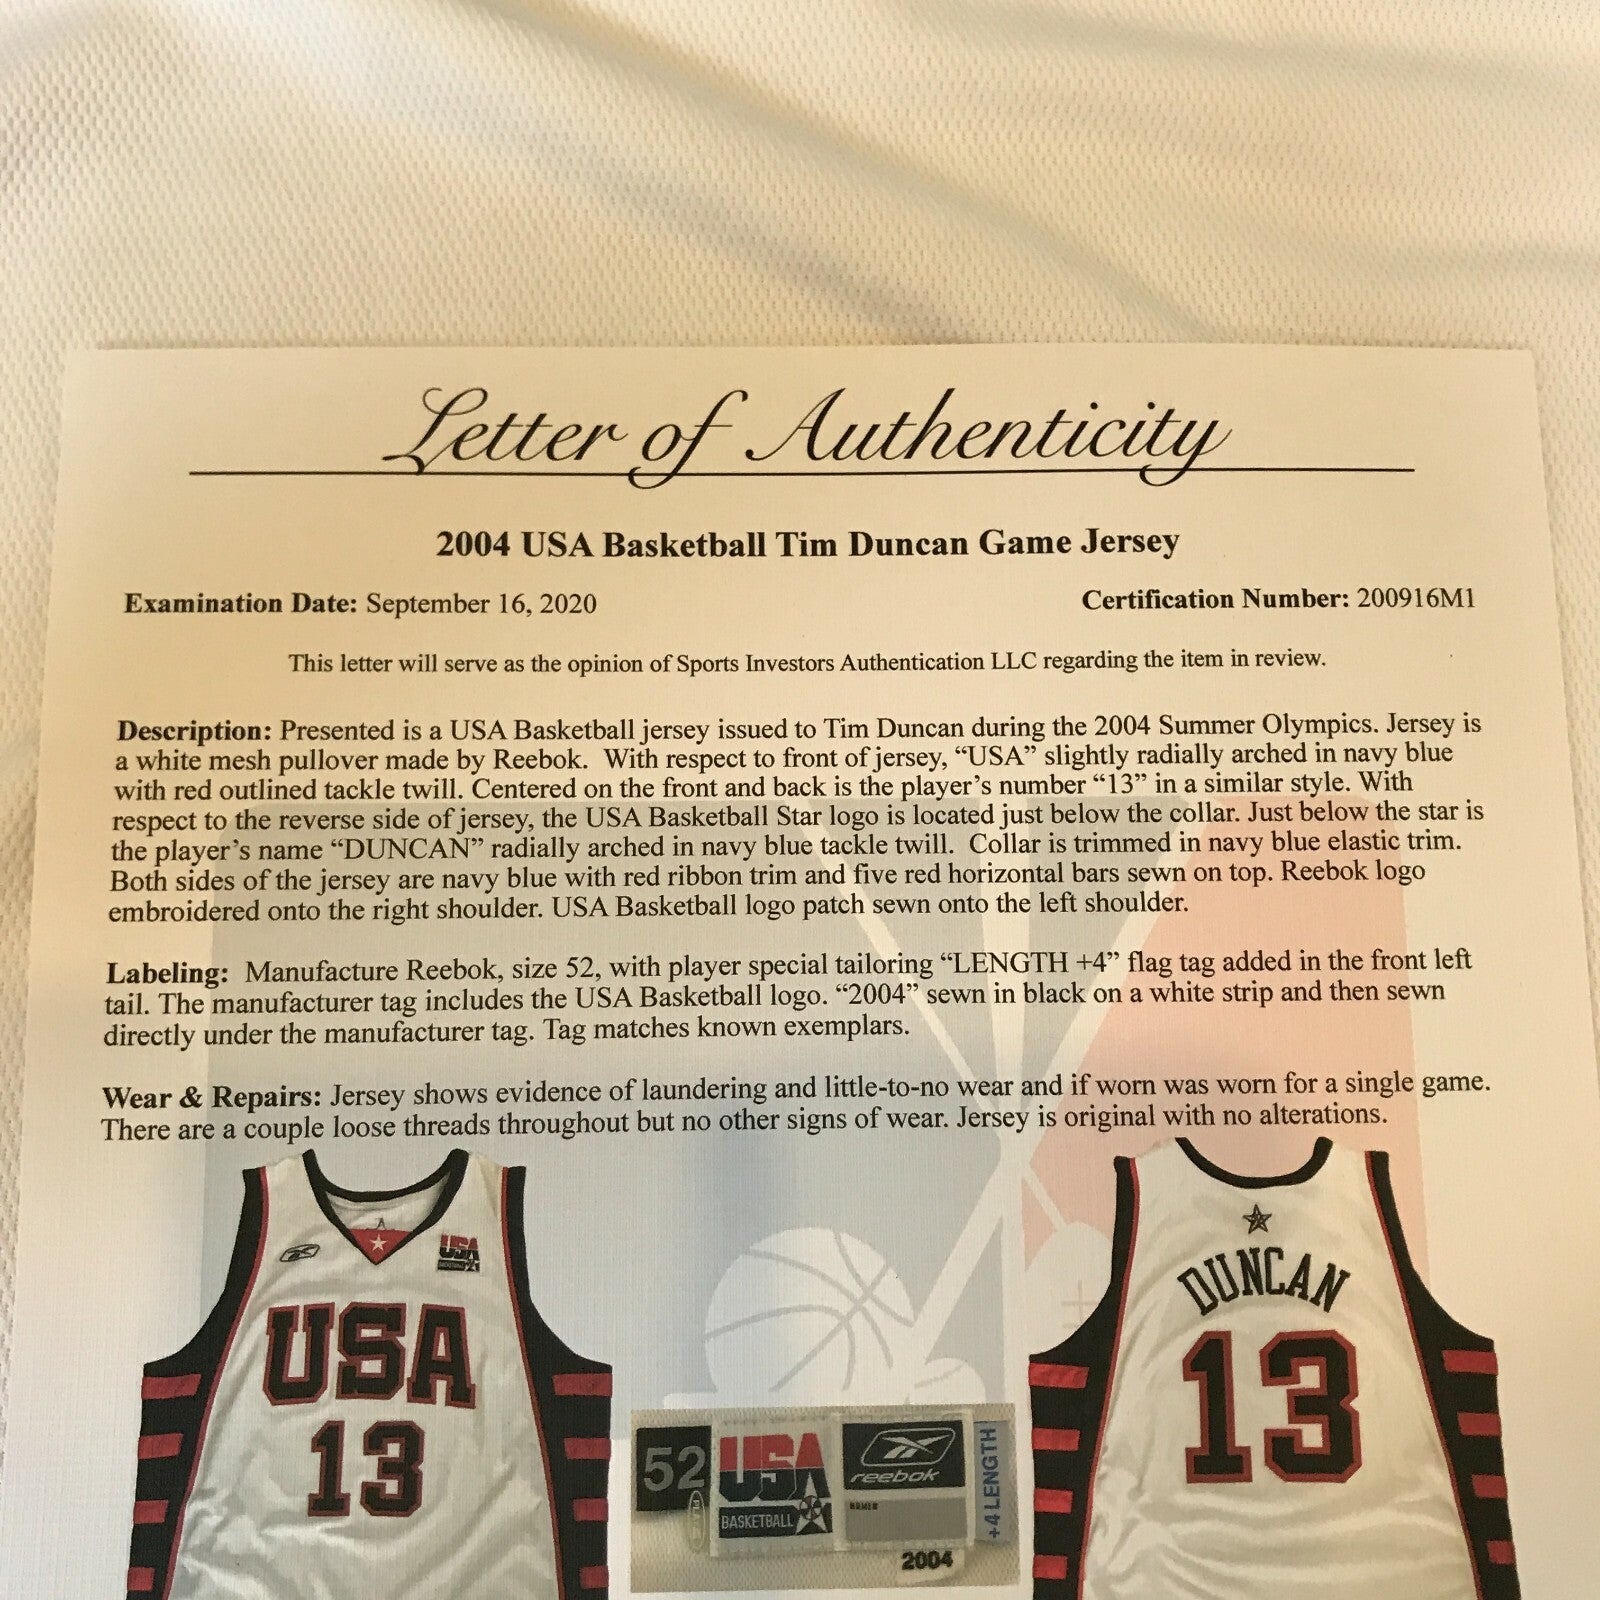 Letter of Authenticity
2004 USA Basketball Tim Duncan Game Jersey
Examination Date: September 16, 2020
Certification Number: 200916M1
This letter will serve as the opinion of Sports Investors Authentication LLC regarding the item in review.
Description: Presented is a USA Basketball jersey issued to Tim Duncan during the 2004 Summer Olympics. Jersey is
a white mesh pullover made by Reebok. With respect to front of jersey, “USA” slightly radially arched in navy blue
with red outlined tackle twill. Centered on the front and back is the player’s number “13” in a similar style. With
respect to the reverse side of jersey, the USA Basketball Star logo is located just below the collar. Just below the star is
the player’s name “DUNCAN” radially arched in navy blue tackle twill. Collar is trimmed in navy blue elastic trim.
Both sides of the jersey are navy blue with red ribbon trim and five red horizontal bars sewn on top. Reebok logo
embroidered onto the right shoulder. USA Basketball logo patch sewn onto the left shoulder.
Labeling: Manufacture Reebok, size 52, with player special tailoring “LENGTH +4” flag tag added in the front left
tail. The manufacturer tag includes the USA Basketball logo. “2004” sewn in black on a white strip and then sewn
directly under the manufacturer tag. Tag matches known exemplars.
Wear & Repairs: Jersey shows evidence of laundering and little-to-no wear and if worn was worn for a single game.
There are a couple loose threads throughout but no other signs of wear. Jersey is original with no alterations.
USA
USA
13
DUNCAN
13
52
USA
BASKETBALL
reebok
+4 LENGTH
2004